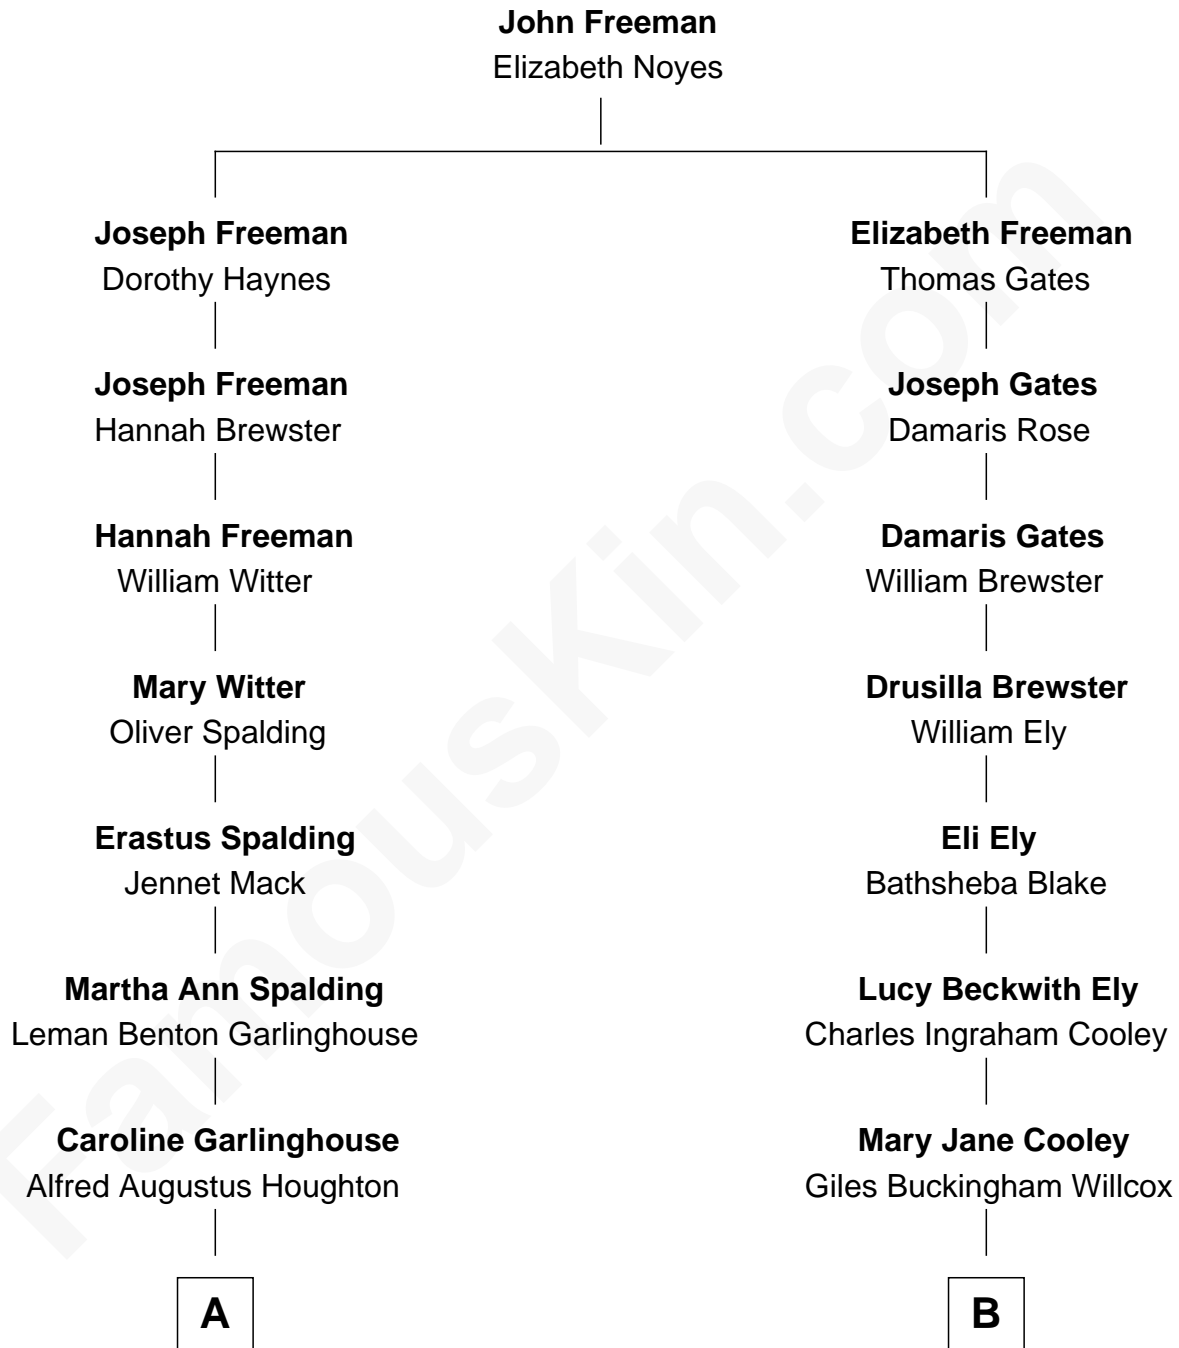 John Freeman
Elizabeth Noyes
Joseph Freeman
Dorothy Haynes
Joseph Freeman
Hannah Brewster
Hannah Freeman
William Witter
Mary Witter
Oliver Spalding
Erastus Spalding
Jennet Mack
Martha Ann Spalding
Leman Benton Garlinghouse
Caroline Garlinghouse
Alfred Augustus Houghton
A
Elizabeth Freeman
Thomas Gates
Joseph Gates
Damaris Rose
Damaris Gates
William Brewster
Drusilla Brewster
William Ely
Eli Ely
Bathsheba Blake
Lucy Beckwith Ely
Charles Ingraham Cooley
Mary Jane Cooley
Giles Buckingham Willcox
B
FamousKin.com